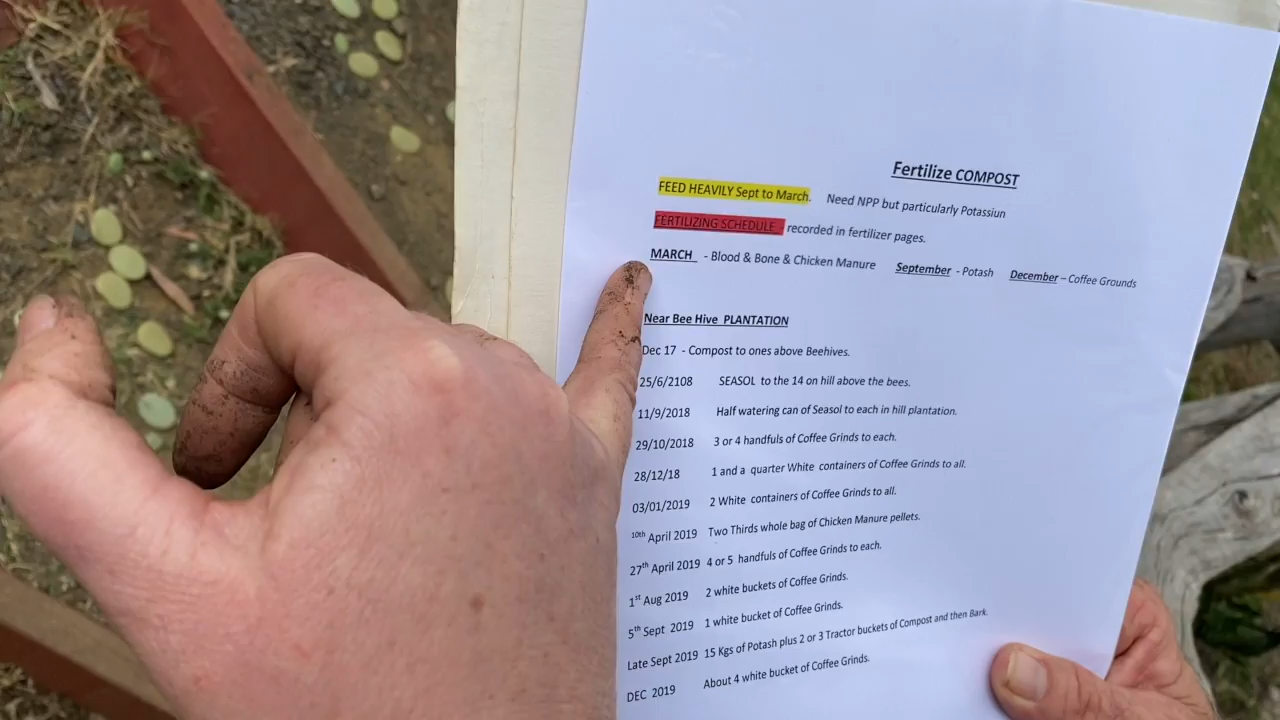 Fertilize COMPOST
FEED HEAVILY Sept to March. Need NPP but particularly Potassiun
FERTILIZING SCHEDULE - recorded in fertilizer pages.
MARCH - Blood & Bone & Chicken Manure September - Potash December – Coffee Grounds
Near Bee Hive PLANTATION
Dec 17 - Compost to ones above Beehives.
25/6/2108 SEASOL to the 14 on hill above the bees.
11/9/2018 Half watering can of Seasol to each in hill plantation.
29/10/2018 3 or 4 handfuls of Coffee Grinds to each.
28/12/18 1 and a quarter White containers of Coffee Grinds to all.
03/01/2019 2 White containers of Coffee Grinds to all.
10th April 2019 Two Thirds whole bag of Chicken Manure pellets.
27th April 2019 4 or 5 handfuls of Coffee Grinds to each.
1st Aug 2019 2 white buckets of Coffee Grinds.
5th Sept 2019 1 white bucket of Coffee Grinds.
Late Sept 2019 15 Kgs of Potash plus 2 or 3 Tractor buckets of Compost and then Bark.
DEC 2019 About 4 white bucket of Coffee Grinds.